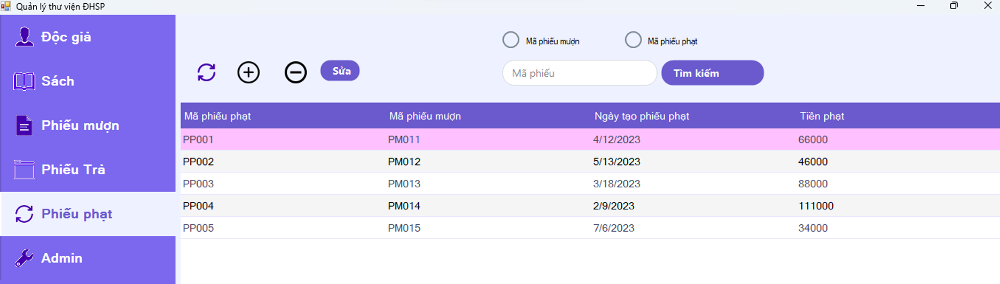 Quản lý thư viện ĐHSP
Độc giả
Sách
Phiếu mượn
Phiếu Trả
Phiếu phạt
Admin
Mã phiếu mượn Mã phiếu phạt
Sửa
Mã phiếu Tìm kiếm
Mã phiếu phạt Mã phiếu mượn Ngày tạo phiếu phạt Tiền phạt
PP001 PM011 4/12/2023 66000
PP002 PM012 5/13/2023 46000
PP003 PM013 3/18/2023 88000
PP004 PM014 2/9/2023 111000
PP005 PM015 7/6/2023 34000